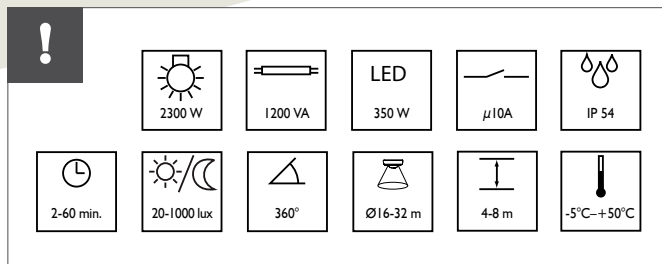 !
2300 W 1200 VA LED 350 W µ10A IP 54
2-60 min. 20-1000 lux 360° Ø16-32 m 4-8 m -5°C–+50°C